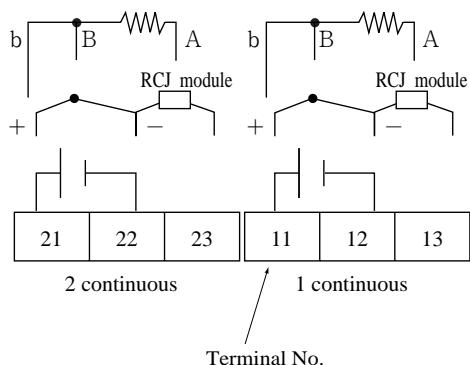 b B A b B A
RCJ module RCJ module
+ − + −
21 22 23 11 12 13
2 continuous 1 continuous
Terminal No.